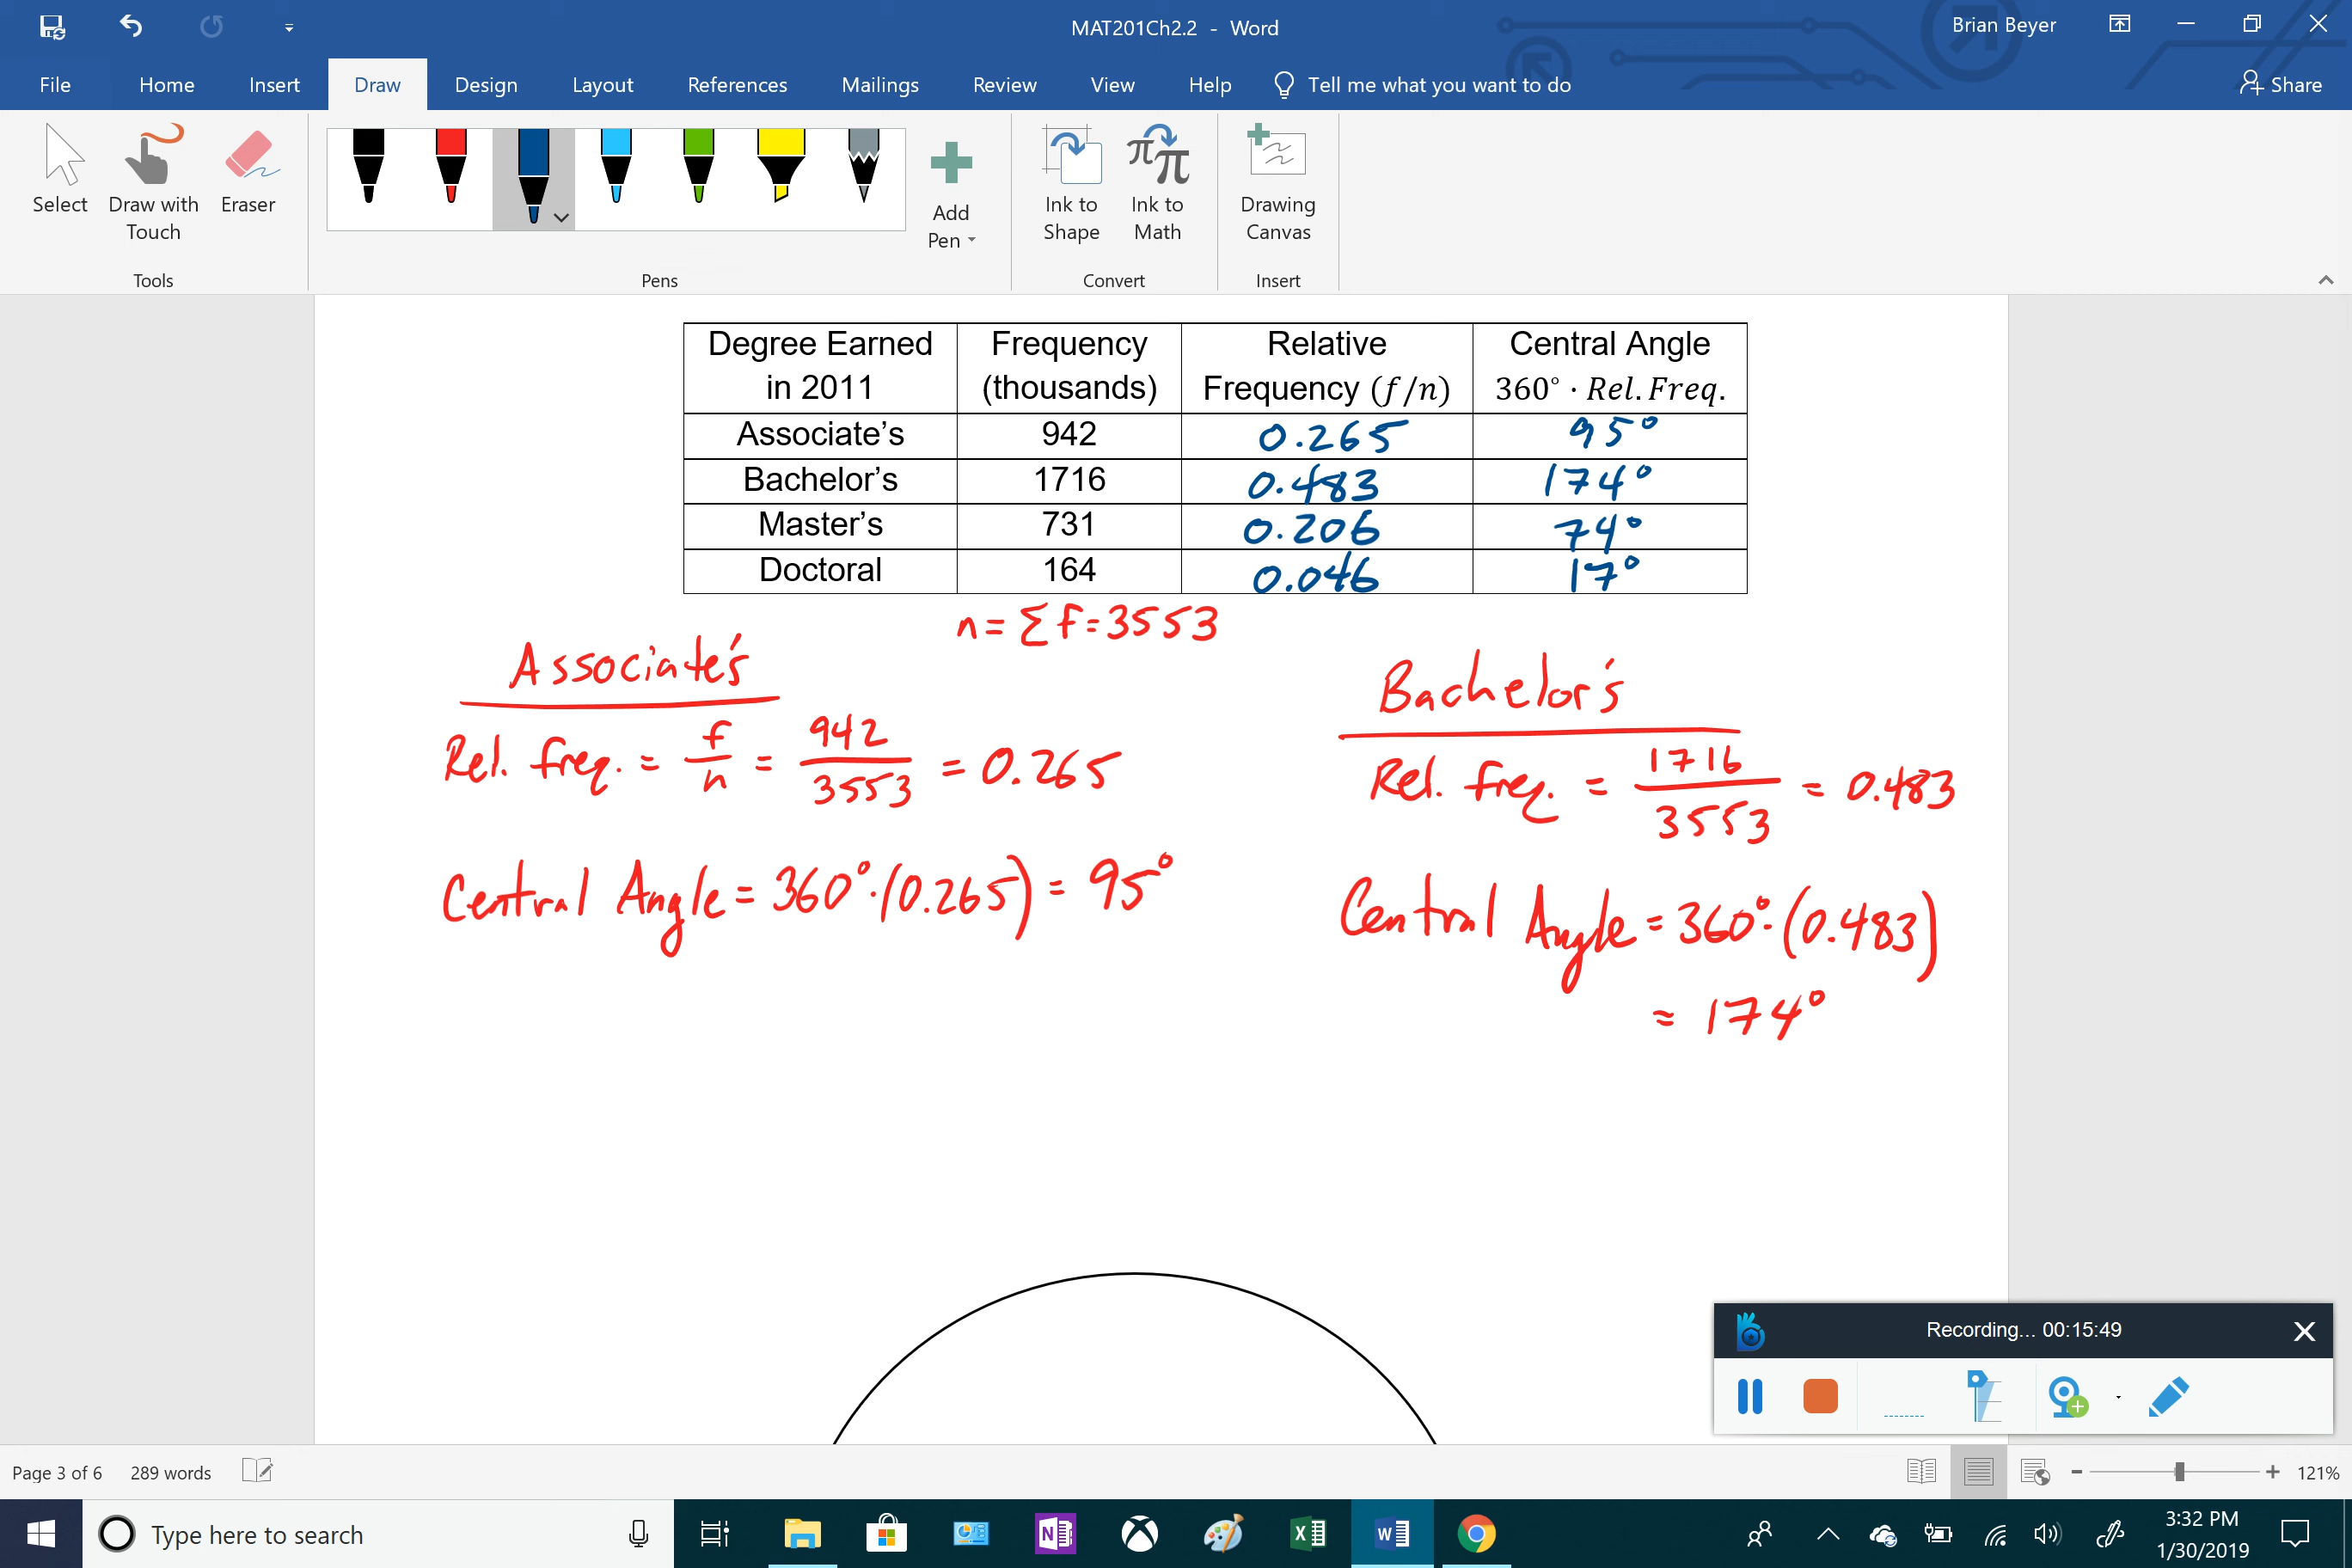 MAT201Ch2.2 - Word
Brian Beyer
File Home Insert Draw Design Layout References Mailings Review View Help Tell me what you want to do Share
Select Draw with Touch Eraser
Add Pen
Ink to Shape Ink to Math
Drawing Canvas
Tools Pens Convert Insert
Degree Earned in 2011 Frequency (thousands) Relative Frequency (f/n) Central Angle 360° · Rel. Freq.
Associate’s 942 0.265 95°
Bachelor’s 1716 0.483 174°
Master’s 731 0.206 74°
Doctoral 164 0.046 17°
n = Σf = 3553
Associate's
Rel. freq. = f/n = 942/3553 = 0.265
Central Angle = 360°·(0.265) = 95°
Bachelor's
Rel. freq. = 1716/3553 = 0.483
Central Angle = 360°·(0.483)
= 174°
Recording... 00:15:49
Page 3 of 6 289 words 121%
Type here to search
3:32 PM
1/30/2019